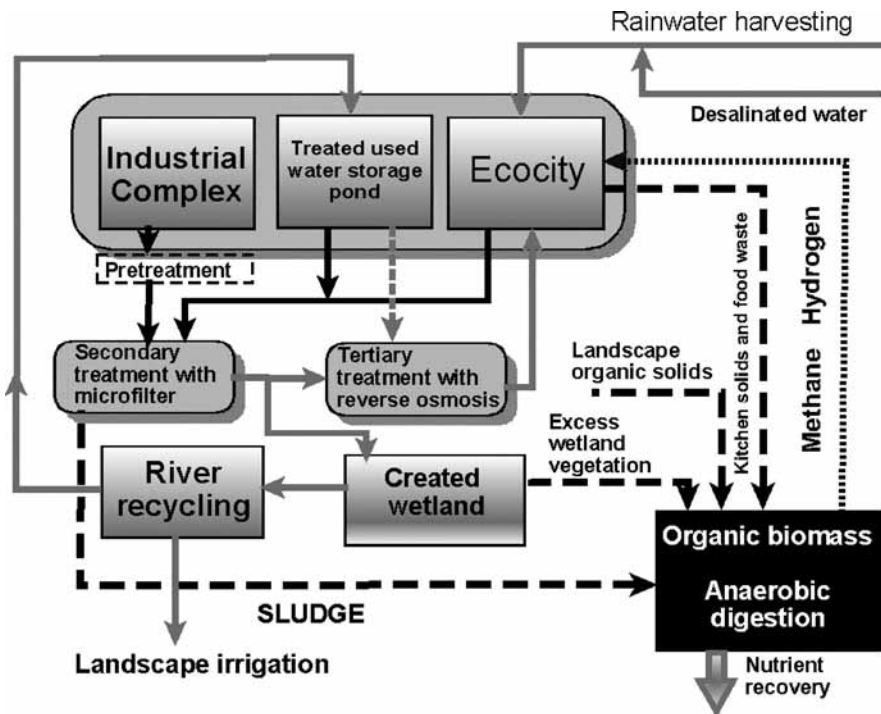 Rainwater harvesting
Desalinated water
Industrial
Complex
Treated used
water storage
pond
Ecocity
Pretreatment
Secondary
treatment with
microfilter
Tertiary
treatment with
reverse osmosis
Landscape
organic solids
Kitchen solids and food waste
Methane Hydrogen
Excess
wetland
vegetation
River
recycling
Created
wetland
Organic biomass
Anaerobic
digestion
SLUDGE
Landscape irrigation
Nutrient
recovery